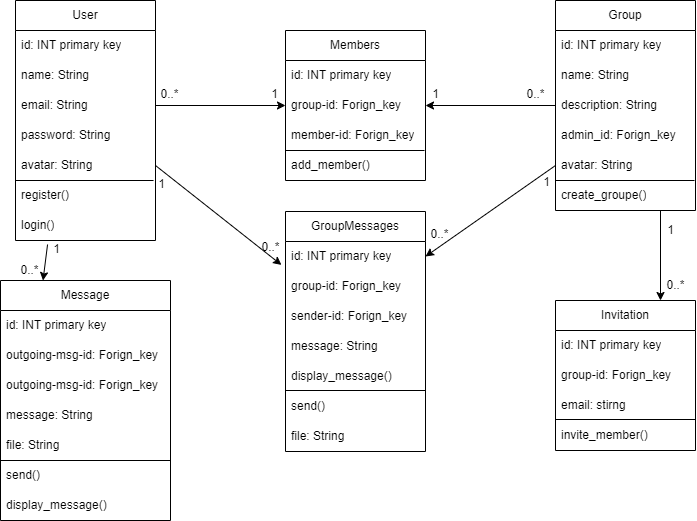 User
id: INT primary key
name: String
email: String
password: String
avatar: String
register()
login()
Members
id: INT primary key
group-id: Forign_key
member-id: Forign_key
add_member()
Group
id: INT primary key
name: String
description: String
admin_id: Forign_key
avatar: String
create_groupe()
0..*
1
1
0..*
1
0..*
1
0..*
1
0..*
1
0..*
GroupMessages
id: INT primary key
group-id: Forign_key
sender-id: Forign_key
message: String
display_message()
send()
file: String
Message
id: INT primary key
outgoing-msg-id: Forign_key
outgoing-msg-id: Forign_key
message: String
file: String
send()
display_message()
Invitation
id: INT primary key
group-id: Forign_key
email: stirng
invite_member()